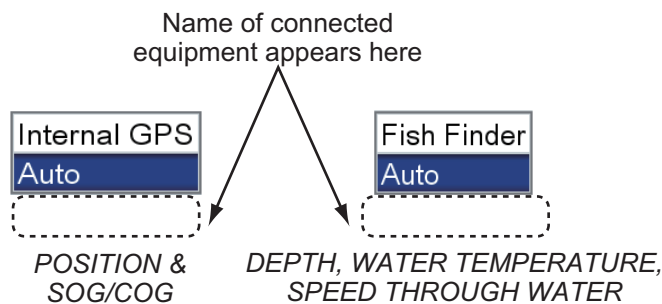 Name of connected
equipment appears here
Internal GPS
Auto
Fish Finder
Auto
POSITION &
SOG/COG
DEPTH, WATER TEMPERATURE,
SPEED THROUGH WATER